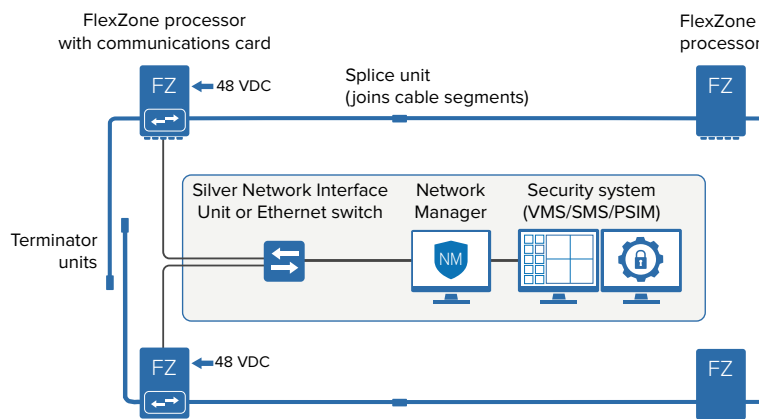 FlexZone processor
with communications card
FlexZone
processor
FZ
48 VDC
Splice unit
(joins cable segments)
FZ
Silver Network Interface
Unit or Ethernet switch
Network
Manager
Security system
(VMS/SMS/PSIM)
Terminator
units
NM
FZ
48 VDC
FZ